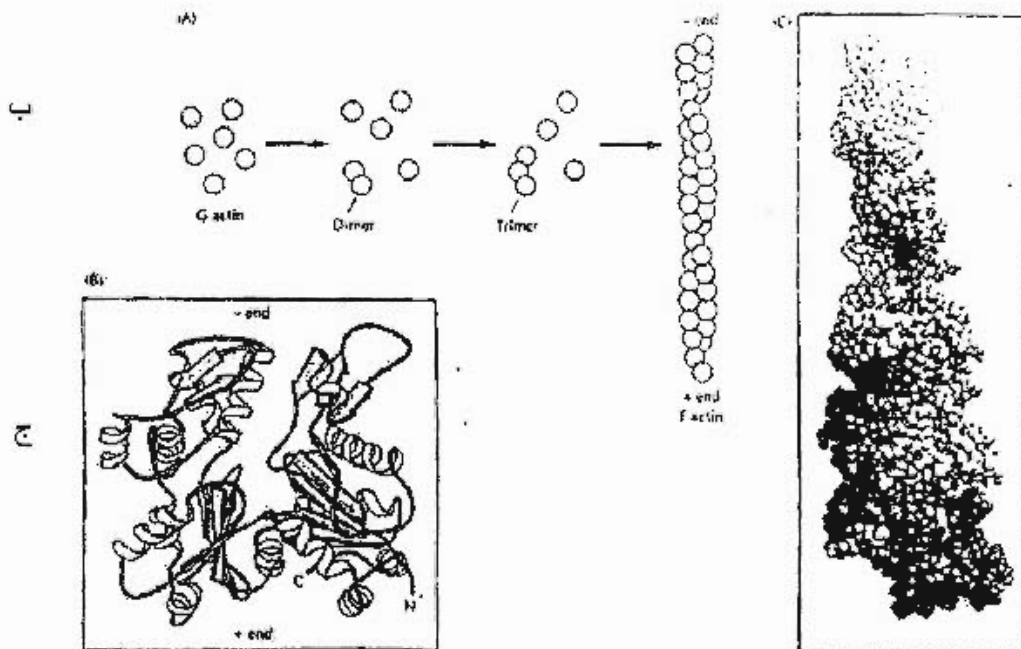 (A)
- end
(C)
G actin
Dimer
Trimer
+ end
F actin
(B)
- end
C
N
+ end